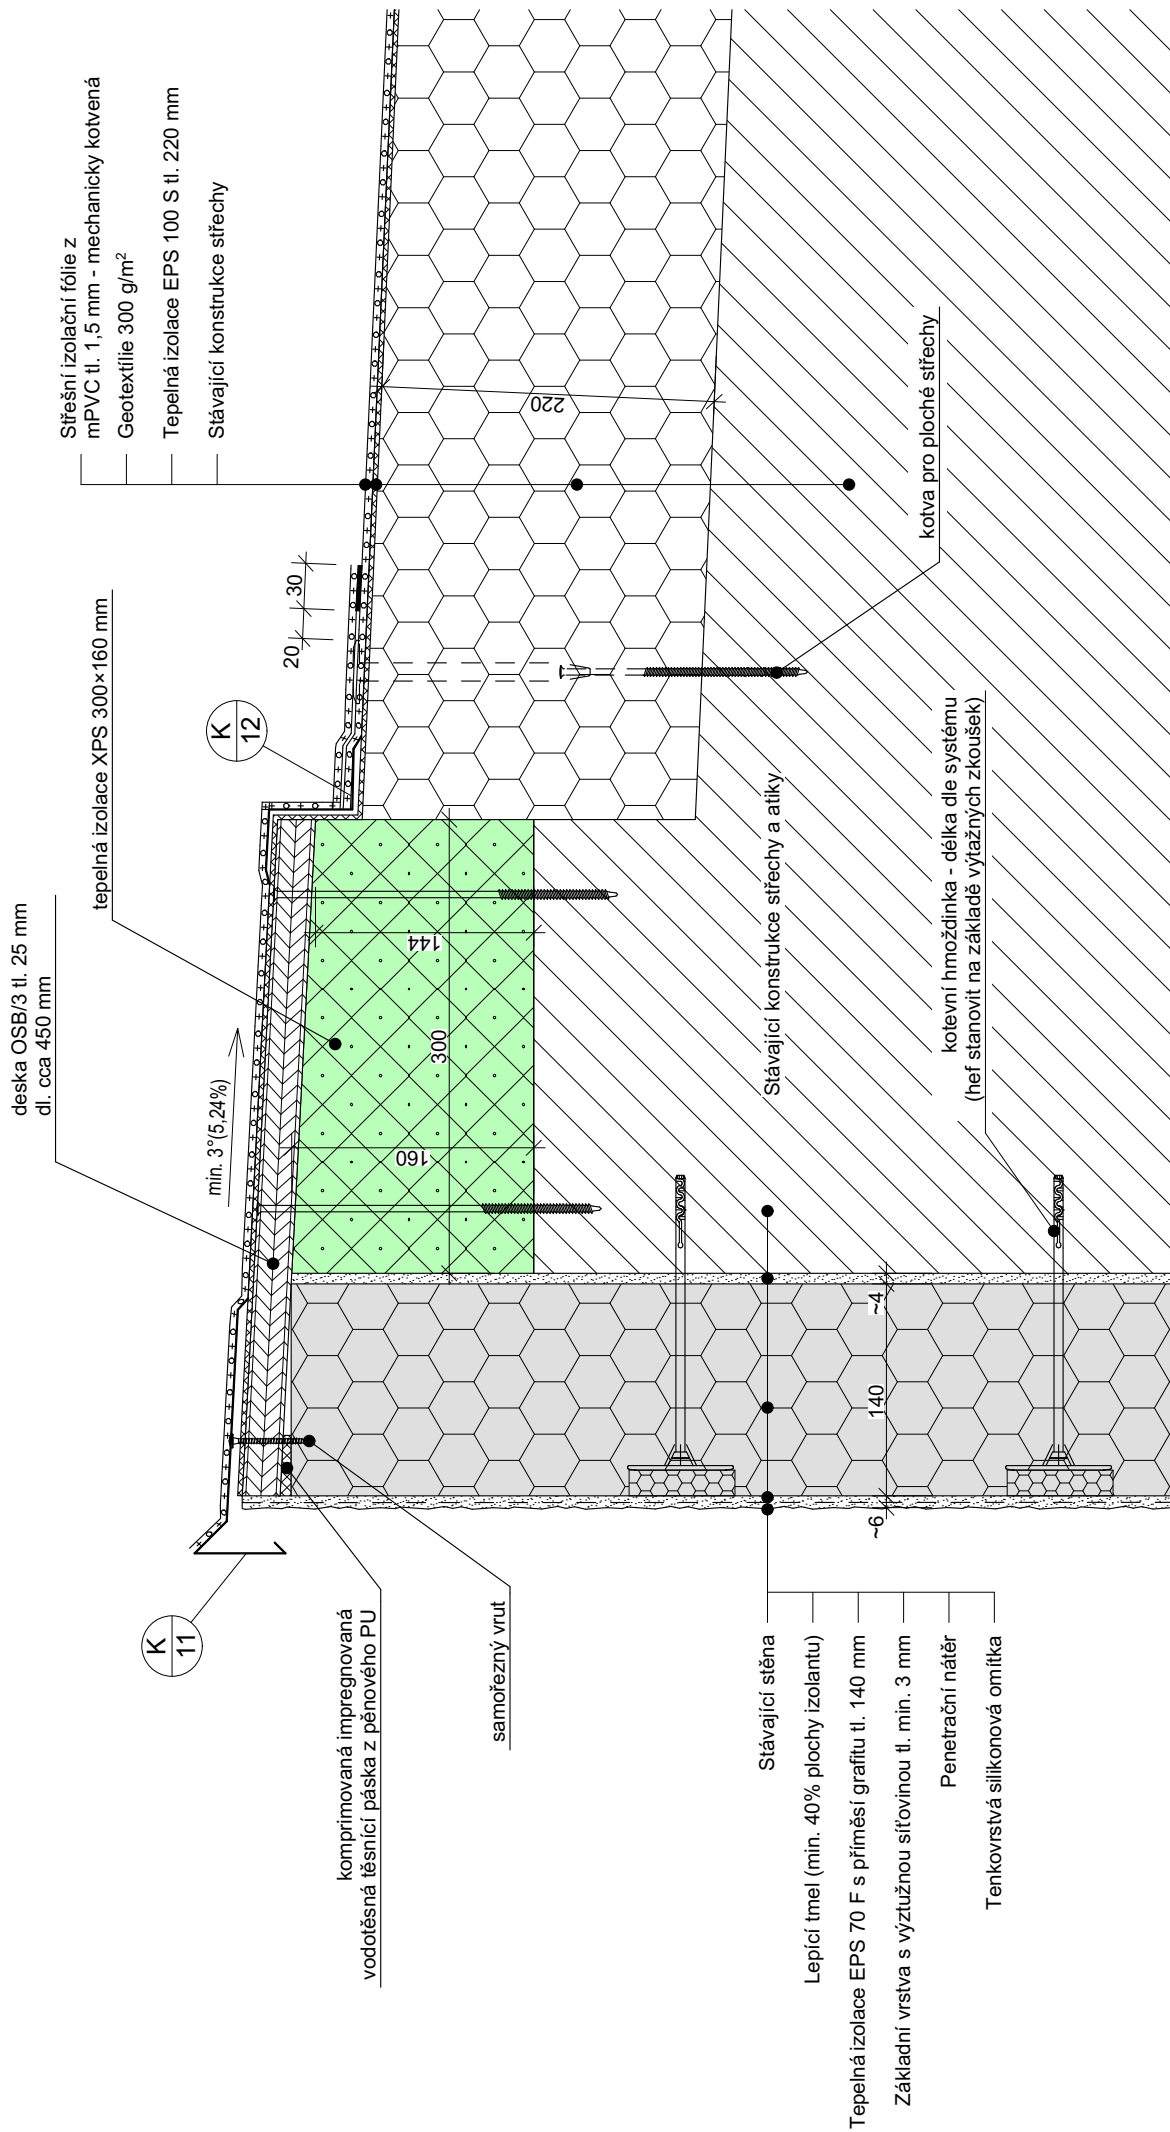 Střešní izolační fólie z
mPVC tl. 1,5 mm - mechanicky kotvená
Geotextílie 300 g/m²
Tepelná izolace EPS 100 S tl. 220 mm
Stávající konstrukce střechy
tepelná izolace XPS 300×160 mm
deska OSB/3 tl. 25 mm
dl. cca 450 mm
K
12
K
11
min. 3°(5,24%)
20
30
220
144
300
160
kotva pro ploché střechy
Stávající konstrukce střechy a atiky
kotevní hmoždinka - délka dle systému
(hef stanovit na základě výtažných zkoušek)
~4
140
~6
komprimovaná impregnovaná
vodotěsná těsnící páska z pěnového PU
samořezný vrut
Stávající stěna
Lepící tmel (min. 40% plochy izolantu)
Tepelná izolace EPS 70 F s příměsí grafitu tl. 140 mm
Základní vrstva s výztužnou síťovinou tl. min. 3 mm
Penetrační nátěr
Tenkovrstvá silikonová omítka